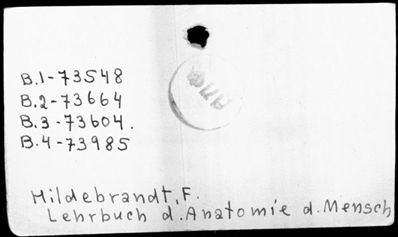 B.1-73548
B.2-73664
B.3-73604.
B.4-73985
Hildebrandt, F.
Lehrbuch d. Anatomie d. Mensch